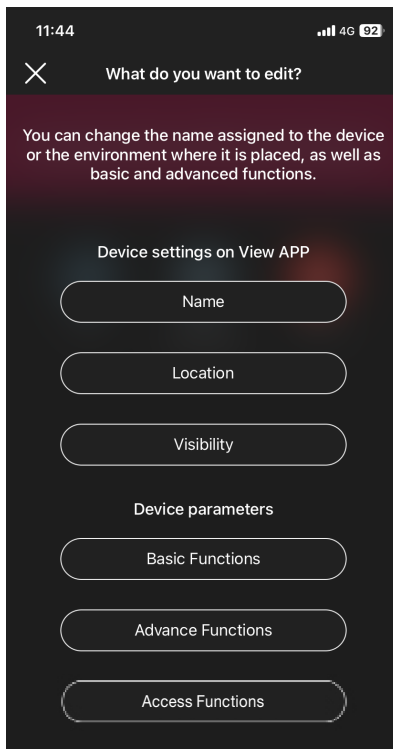 11:44
4G 92
What do you want to edit?
You can change the name assigned to the device
or the environment where it is placed, as well as
basic and advanced functions.
Device settings on View APP
Name
Location
Visibility
Device parameters
Basic Functions
Advance Functions
Access Functions